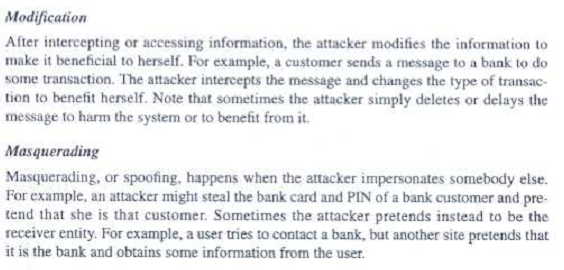 Modification
After intercepting or accessing information, the attacker modifies the information to
make it beneficial to herself. For example, a customer sends a message to a bank to do
some transaction. The attacker intercepts the message and changes the type of transac-
tion to benefit herself. Note that sometimes the attacker simply deletes or delays the
message to harm the system or to benefit from it.
Masquerading
Masquerading, or spoofing, happens when the attacker impersonates somebody else.
For example, an attacker might steal the bank card and PIN of a bank customer and pre-
tend that she is that customer. Sometimes the attacker pretends instead to be the
receiver entity. For example, a user tries to contact a bank, but another site pretends that
it is the bank and obtains some information from the user.